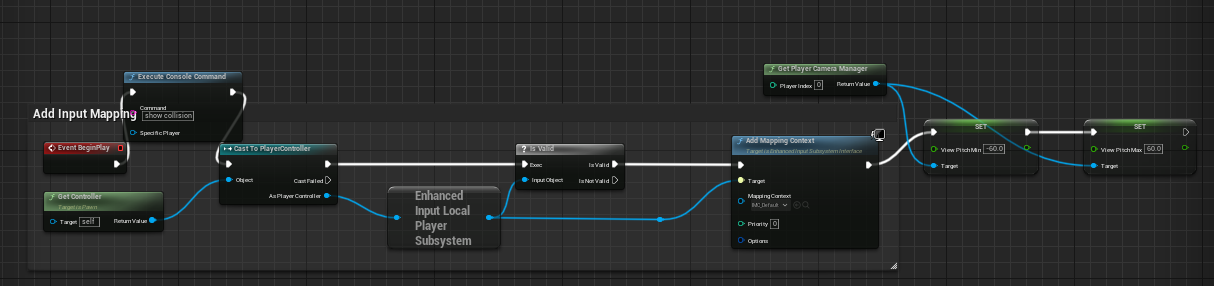 Execute Console Command
Command
show collision
Specific Player
Add Input Mapping
Event BeginPlay
Get Controller
Target is Pawn
Target
self
Return Value
Cast To PlayerController
Object
Cast Failed
As Player Controller
Enhanced
Input Local
Player
Subsystem
Is Valid
Exec
Is Valid
Input Object
Is Not Valid
Add Mapping Context
Target is Enhanced Input Subsystem Interface
Target
Mapping Context
IMC_Default
Priority
0
Options
Get Player Camera Manager
Player Index
0
Return Value
SET
View Pitch Min
-60.0
Target
SET
View Pitch Max
60.0
Target